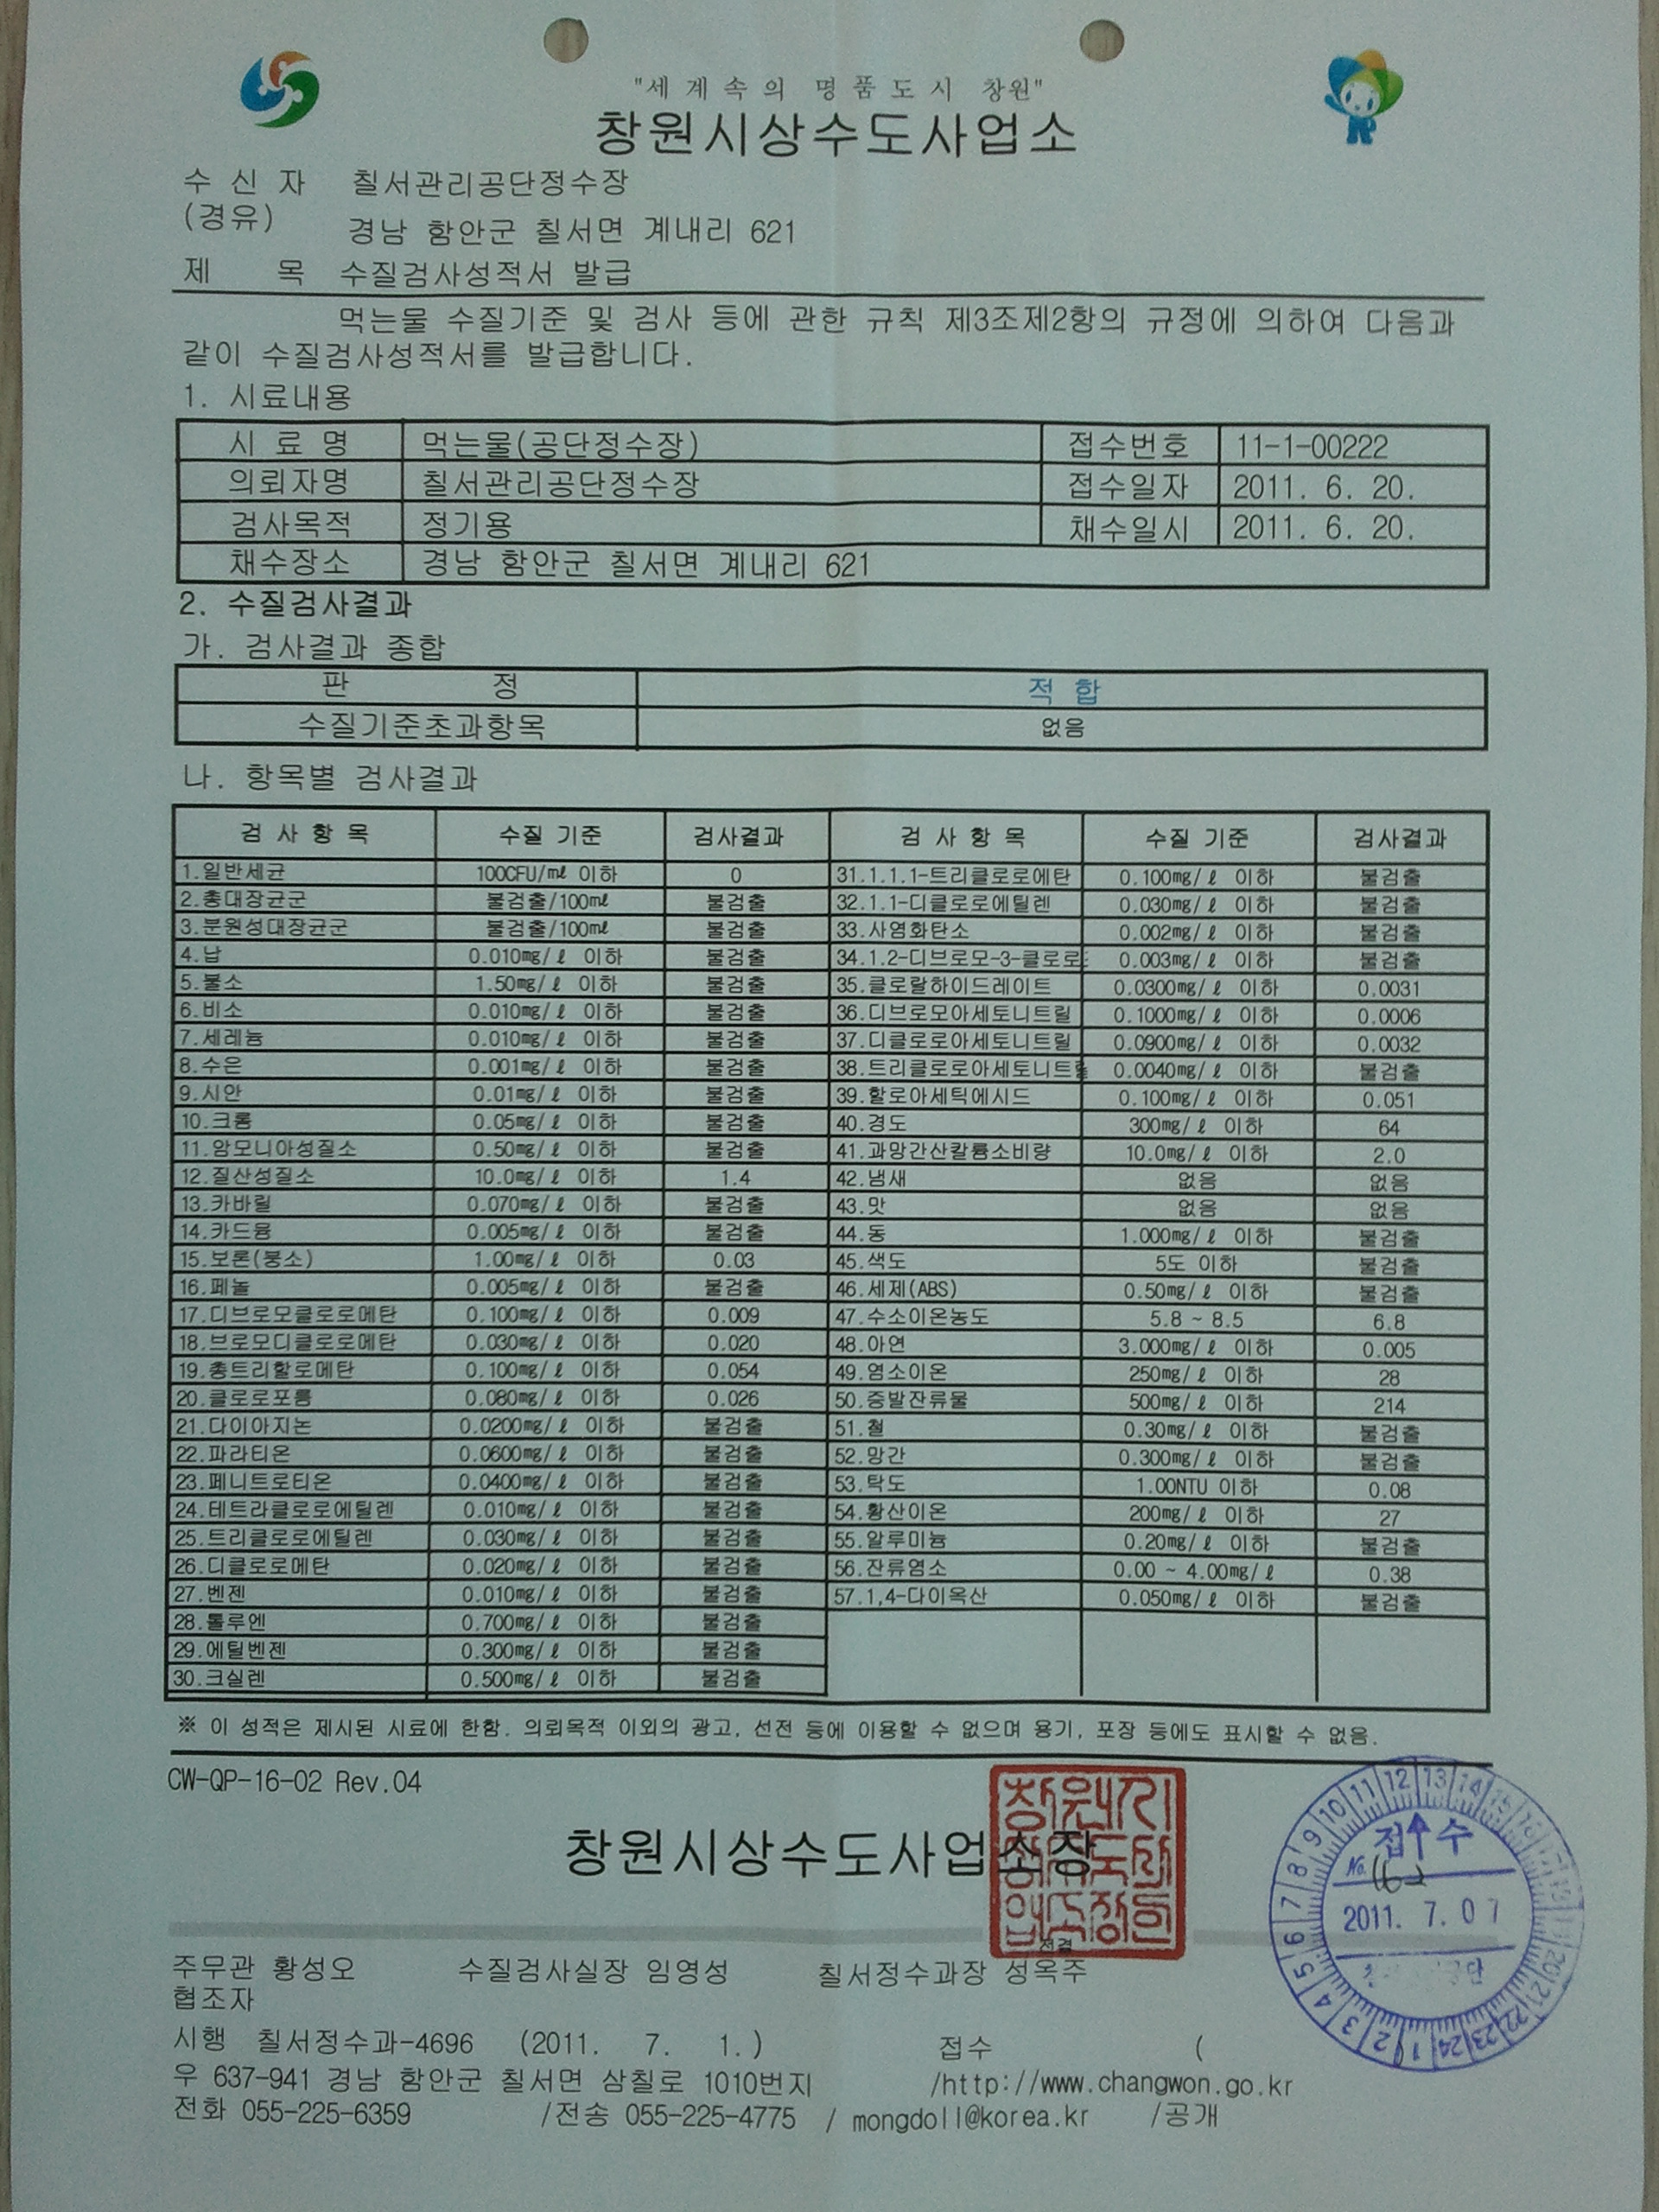 "세계속의 명품도시 창원"
창원시상수도사업소
수 신 자 칠서관리공단정수장
(경유) 경남 함안군 칠서면 계내리 621
제 목 수질검사성적서 발급
먹는물 수질기준 및 검사 등에 관한 규칙 제3조제2항의 규정에 의하여 다음과
같이 수질검사성적서를 발급합니다.
1. 시료내용
시 료 명 먹는물(공단정수장) 접수번호 11-1-00222
의뢰자명 칠서관리공단정수장 접수일자 2011. 6. 20.
검사목적 정기용 채수일시 2011. 6. 20.
채수장소 경남 함안군 칠서면 계내리 621
2. 수질검사결과
가. 검사결과 종합
판 정 적 합
수질기준초과항목 없음
나. 항목별 검사결과
검 사 항 목 수질 기준 검사결과 검 사 항 목 수질 기준 검사결과
1.일반세균 100CFU/㎖ 이하 0 31.1.1.1-트리클로로에탄 0.100㎎/ℓ 이하 불검출
2.총대장균군 불검출/100㎖ 불검출 32.1.1-디클로로에틸렌 0.030㎎/ℓ 이하 불검출
3.분원성대장균군 불검출/100㎖ 불검출 33.사염화탄소 0.002㎎/ℓ 이하 불검출
4.납 0.010㎎/ℓ 이하 불검출 34.1.2-디브로모-3-클로로 0.003㎎/ℓ 이하 불검출
5.불소 1.50㎎/ℓ 이하 불검출 35.클로랄하이드레이트 0.0300㎎/ℓ 이하 0.0031
6.비소 0.010㎎/ℓ 이하 불검출 36.디브로모아세토니트릴 0.1000㎎/ℓ 이하 0.0006
7.세레늄 0.010㎎/ℓ 이하 불검출 37.디클로로아세토니트릴 0.0900㎎/ℓ 이하 0.0032
8.수은 0.001㎎/ℓ 이하 불검출 38.트리클로로아세토니트릴 0.0040㎎/ℓ 이하 불검출
9.시안 0.01㎎/ℓ 이하 불검출 39.할로아세틱에시드 0.100㎎/ℓ 이하 0.051
10.크롬 0.05㎎/ℓ 이하 불검출 40.경도 300㎎/ℓ 이하 64
11.암모니아성질소 0.50㎎/ℓ 이하 불검출 41.과망간산칼륨소비량 10.0㎎/ℓ 이하 2.0
12.질산성질소 10.0㎎/ℓ 이하 1.4 42.냄새 없음 없음
13.카바릴 0.070㎎/ℓ 이하 불검출 43.맛 없음 없음
14.카드뮴 0.005㎎/ℓ 이하 불검출 44.동 1.000㎎/ℓ 이하 불검출
15.보론(붕소) 1.00㎎/ℓ 이하 0.03 45.색도 5도 이하 불검출
16.페놀 0.005㎎/ℓ 이하 불검출 46.세제(ABS) 0.50㎎/ℓ 이하 불검출
17.디브로모클로로메탄 0.100㎎/ℓ 이하 0.009 47.수소이온농도 5.8 ~ 8.5 6.8
18.브로모디클로로메탄 0.030㎎/ℓ 이하 0.020 48.아연 3.000㎎/ℓ 이하 0.005
19.총트리할로메탄 0.100㎎/ℓ 이하 0.054 49.염소이온 250㎎/ℓ 이하 28
20.클로로포름 0.080㎎/ℓ 이하 0.026 50.증발잔류물 500㎎/ℓ 이하 214
21.다이아지논 0.0200㎎/ℓ 이하 불검출 51.철 0.30㎎/ℓ 이하 불검출
22.파라티온 0.0600㎎/ℓ 이하 불검출 52.망간 0.300㎎/ℓ 이하 불검출
23.페니트로티온 0.0400㎎/ℓ 이하 불검출 53.탁도 1.00NTU 이하 0.08
24.테트라클로로에틸렌 0.010㎎/ℓ 이하 불검출 54.황산이온 200㎎/ℓ 이하 27
25.트리클로로에틸렌 0.030㎎/ℓ 이하 불검출 55.알루미늄 0.20㎎/ℓ 이하 불검출
26.디클로로메탄 0.020㎎/ℓ 이하 불검출 56.잔류염소 0.00 ~ 4.00㎎/ℓ 0.38
27.벤젠 0.010㎎/ℓ 이하 불검출 57.1,4-다이옥산 0.050㎎/ℓ 이하 불검출
28.톨루엔 0.700㎎/ℓ 이하 불검출
29.에틸벤젠 0.300㎎/ℓ 이하 불검출
30.크실렌 0.500㎎/ℓ 이하 불검출
※ 이 성적은 제시된 시료에 한함. 의뢰목적 이외의 광고, 선전 등에 이용할 수 없으며 용기, 포장 등에도 표시할 수 없음.
CW-QP-16-02 Rev.04
창원시상수도사업소장
접수
No.
2011. 7. 07
전결
주무관 황성오 수질검사실장 임영성 칠서정수과장 성옥주
협조자
시행 칠서정수과-4696 (2011. 7. 1.) 접수 (
우 637-941 경남 함안군 칠서면 삼칠로 1010번지 /http://www.changwon.go.kr
전화 055-225-6359 /전송 055-225-4775 / mongdoll@korea.kr /공개